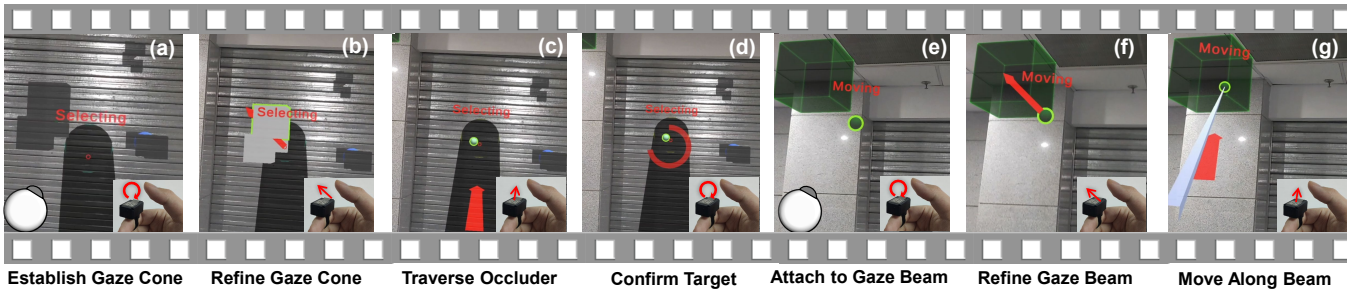 (a) (b) (c) (d) (e) (f) (g)
Selecting Selecting Selecting Selecting Moving Moving Moving
Establish Gaze Cone Refine Gaze Cone Traverse Occluder Confirm Target Attach to Gaze Beam Refine Gaze Beam Move Along Beam